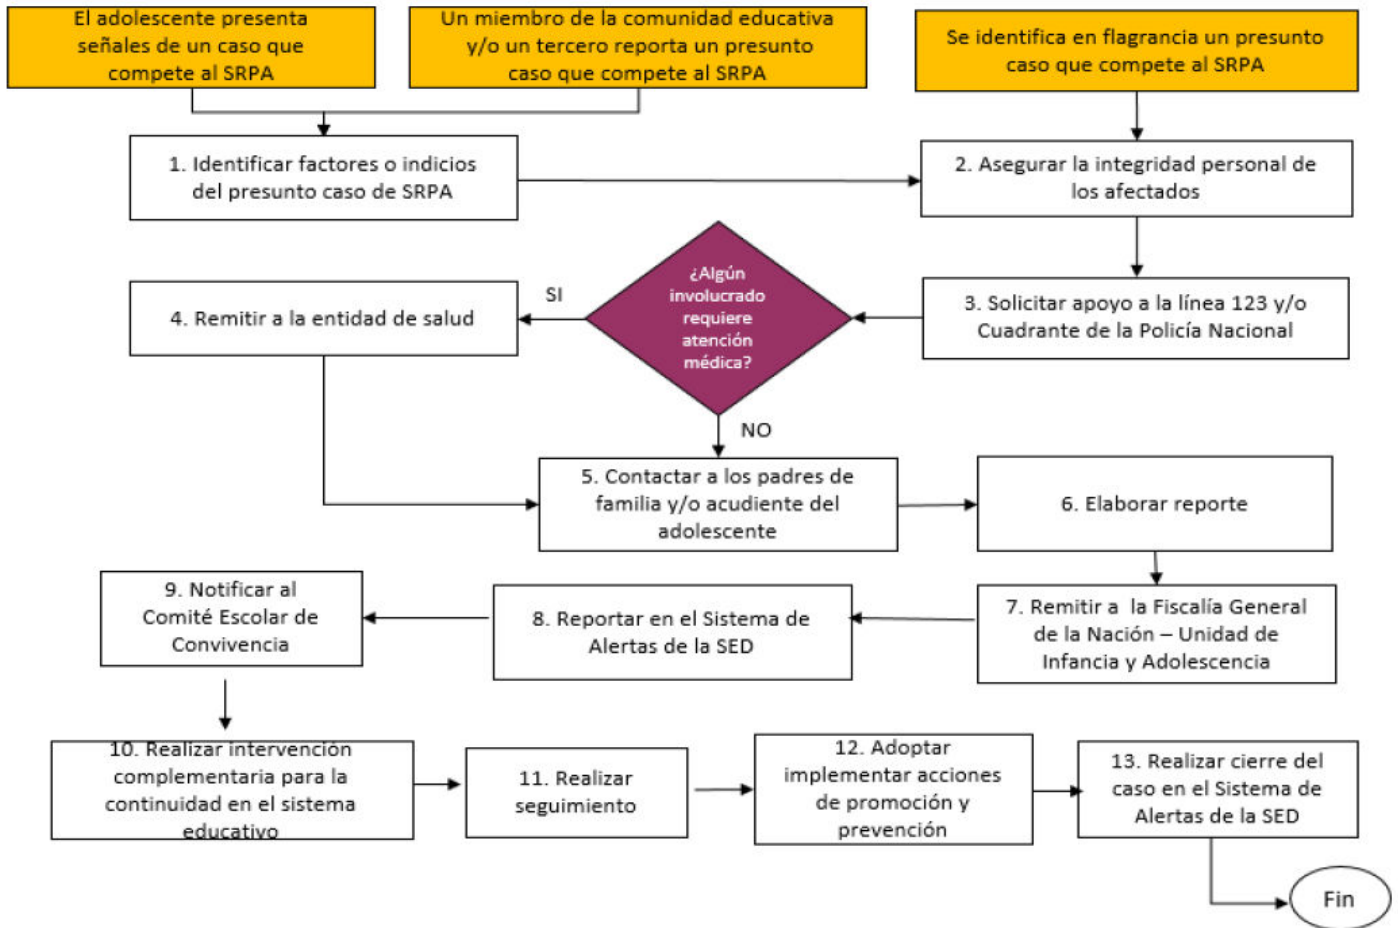 El adolescente presenta
señales de un caso que
compete al SRPA
Un miembro de la comunidad educativa
y/o un tercero reporta un presunto
caso que compete al SRPA
Se identifica en flagrancia un presunto
caso que compete al SRPA
1. Identificar factores o indicios
del presunto caso de SRPA
2. Asegurar la integridad personal de
los afectados
¿Algún
involucrado
requiere
atención
médica?
SI
4. Remitir a la entidad de salud
3. Solicitar apoyo a la línea 123 y/o
Cuadrante de la Policía Nacional
NO
5. Contactar a los padres de
familia y/o acudiente del
adolescente
6. Elaborar reporte
9. Notificar al
Comité Escolar de
Convivencia
8. Reportar en el Sistema de
Alertas de la SED
7. Remitir a la Fiscalía General
de la Nación – Unidad de
Infancia y Adolescencia
10. Realizar intervención
complementaria para la
continuidad en el sistema
educativo
11. Realizar
seguimiento
12. Adoptar
implementar acciones
de promoción y
prevención
13. Realizar cierre del
caso en el Sistema de
Alertas de la SED
Fin